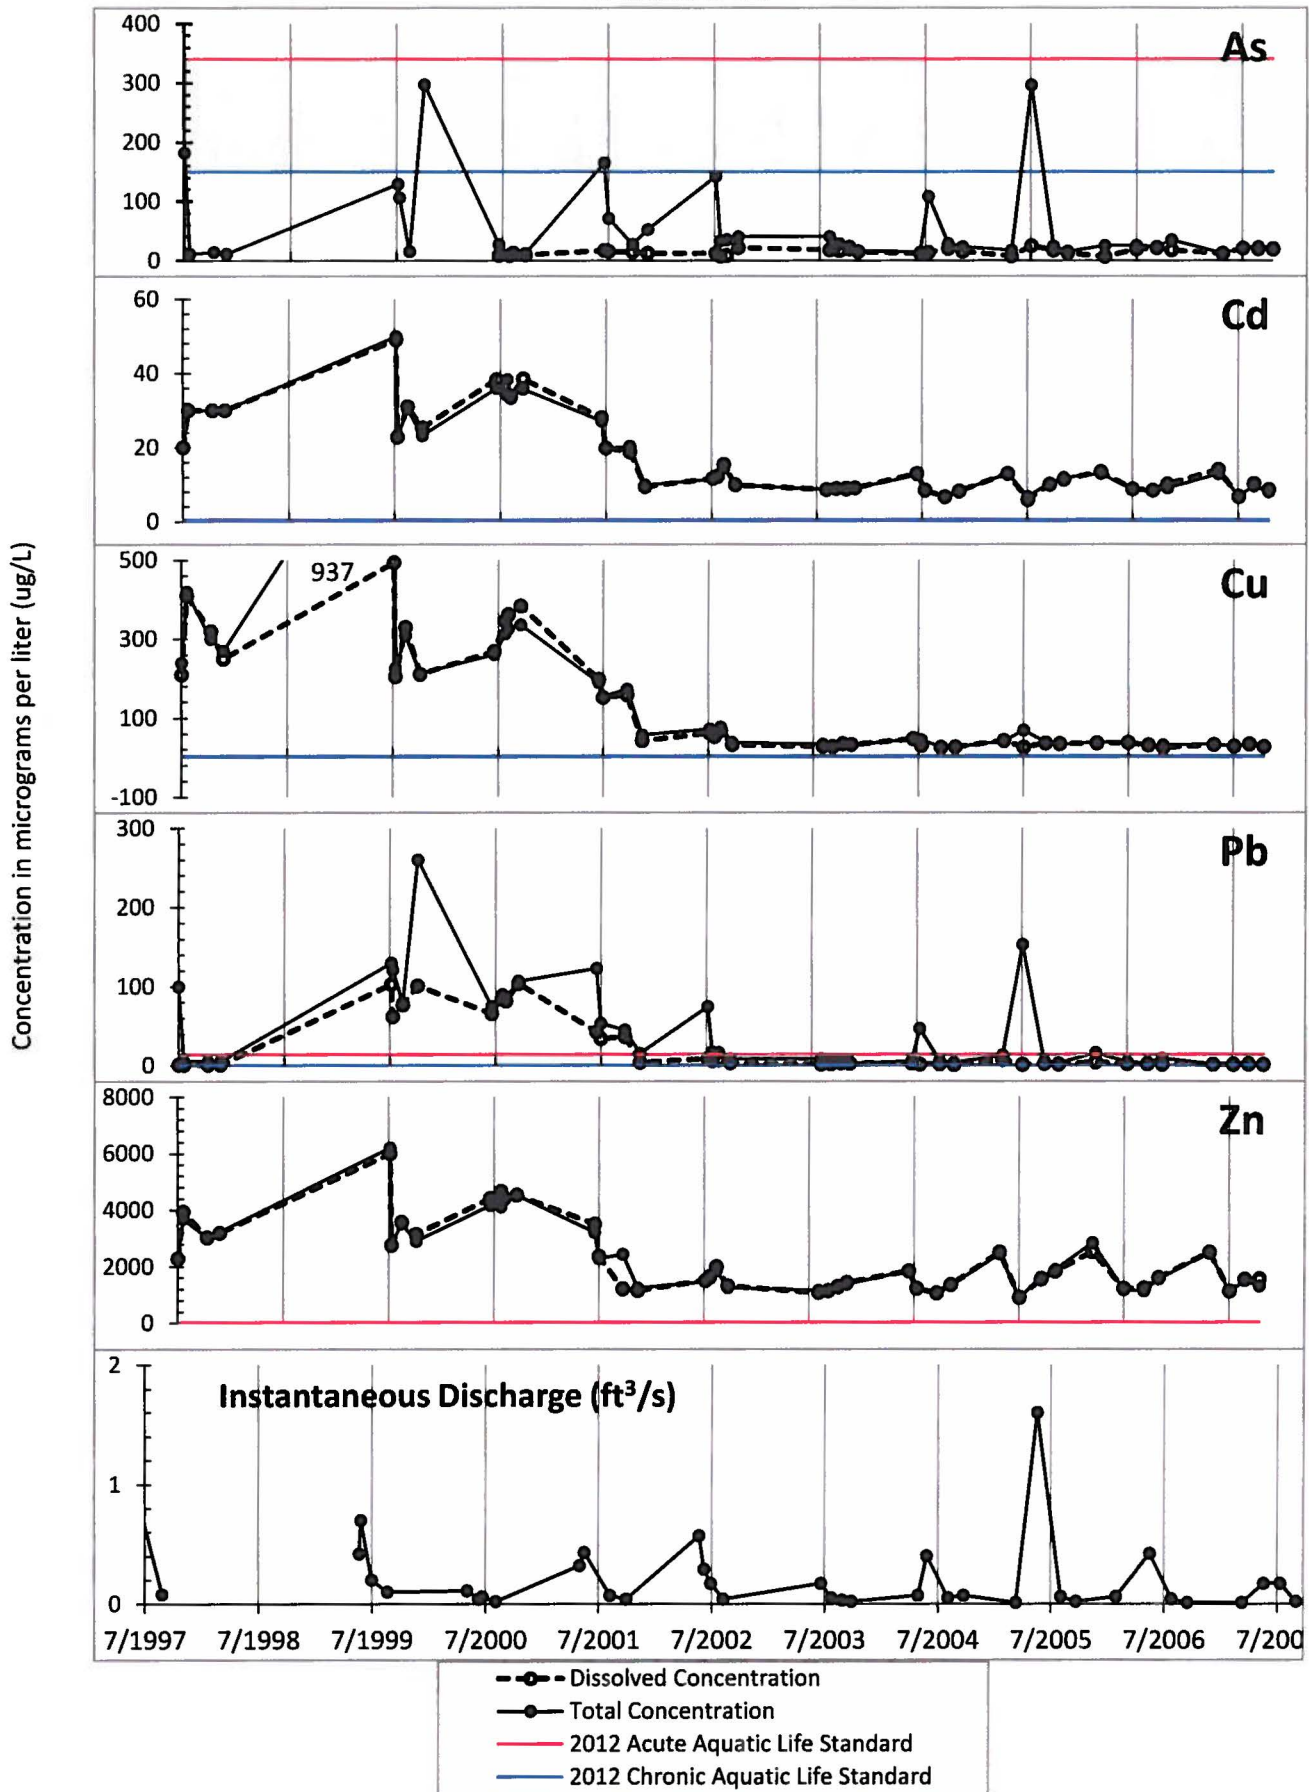 Concentration in micrograms per liter (ug/L)
400
300
200
100
0
As
60
40
20
0
Cd
500
300
100
-100
937
Cu
300
200
100
0
Pb
8000
6000
4000
2000
0
Zn
2
1
0
Instantaneous Discharge (ft³/s)
7/1997 7/1998 7/1999 7/2000 7/2001 7/2002 7/2003 7/2004 7/2005 7/2006 7/200
Dissolved Concentration
Total Concentration
2012 Acute Aquatic Life Standard
2012 Chronic Aquatic Life Standard